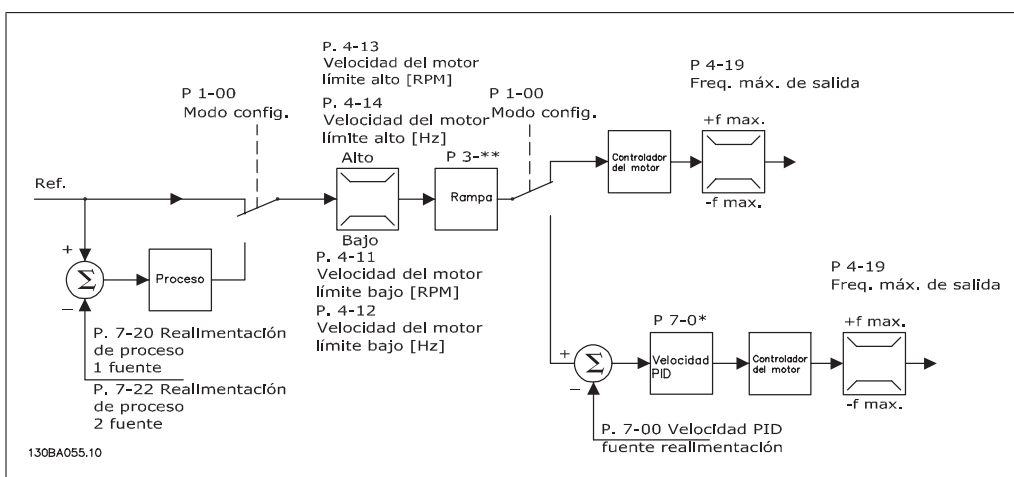 P. 4-13
Velocidad del motor
límite alto [RPM]
P 1-00
Modo config.
P. 4-14
Velocidad del motor
límite alto [Hz]
P 1-00
Modo config.
P 4-19
Freq. máx. de salida
Alto
P 3-**
+f max.
Ref.
Rampa
Controlador
del motor
-f max.
Bajo
+
Σ
−
Proceso
P. 4-11
Velocidad del motor
límite bajo [RPM]
P. 4-12
Velocidad del motor
límite bajo [Hz]
P 4-19
Freq. máx. de salida
P. 7-20 Realimentación
de proceso
1 fuente
P. 7-22 Realimentación
de proceso
2 fuente
P 7-0*
+f max.
+
Σ
−
Velocidad
PID
Controlador
del motor
-f max.
P. 7-00 Velocidad PID
fuente realimentación
130BA055.10